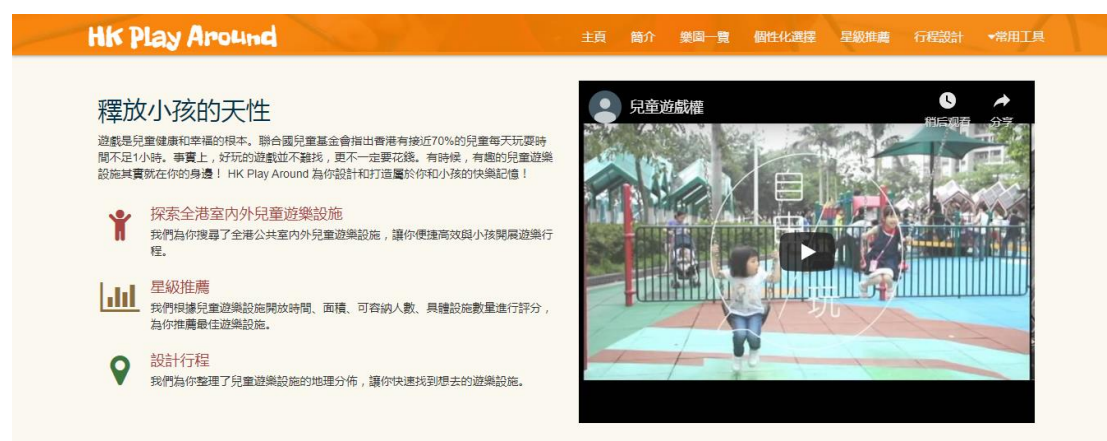 HK Play Around
主頁 簡介 樂園一覽 個性化選擇 星級推薦 行程設計 ▾常用工具
釋放小孩的天性
遊戲是兒童健康和幸福的根本。聯合國兒童基金會指出香港有接近70%的兒童每天玩耍時
間不足1小時。事實上，好玩的遊戲並不難找，更不一定要花錢。有時候，有趣的兒童遊樂
設施其實就在你的身邊！ HK Play Around 為你設計和打造屬於你和小孩的快樂記憶！
探索全港室內外兒童遊樂設施
我們為你搜尋了全港公共室內外兒童遊樂設施，讓你便捷高效與小孩開展遊樂行
程。
星級推薦
我們根據兒童遊樂設施開放時間、面積、可容納人數、具體設施數量進行評分，
為你推薦最佳遊樂設施。
設計行程
我們為你整理了兒童遊樂設施的地理分佈，讓你快速找到想去的遊樂設施。
兒童遊戲權
稍后观看 分享
自
由
玩